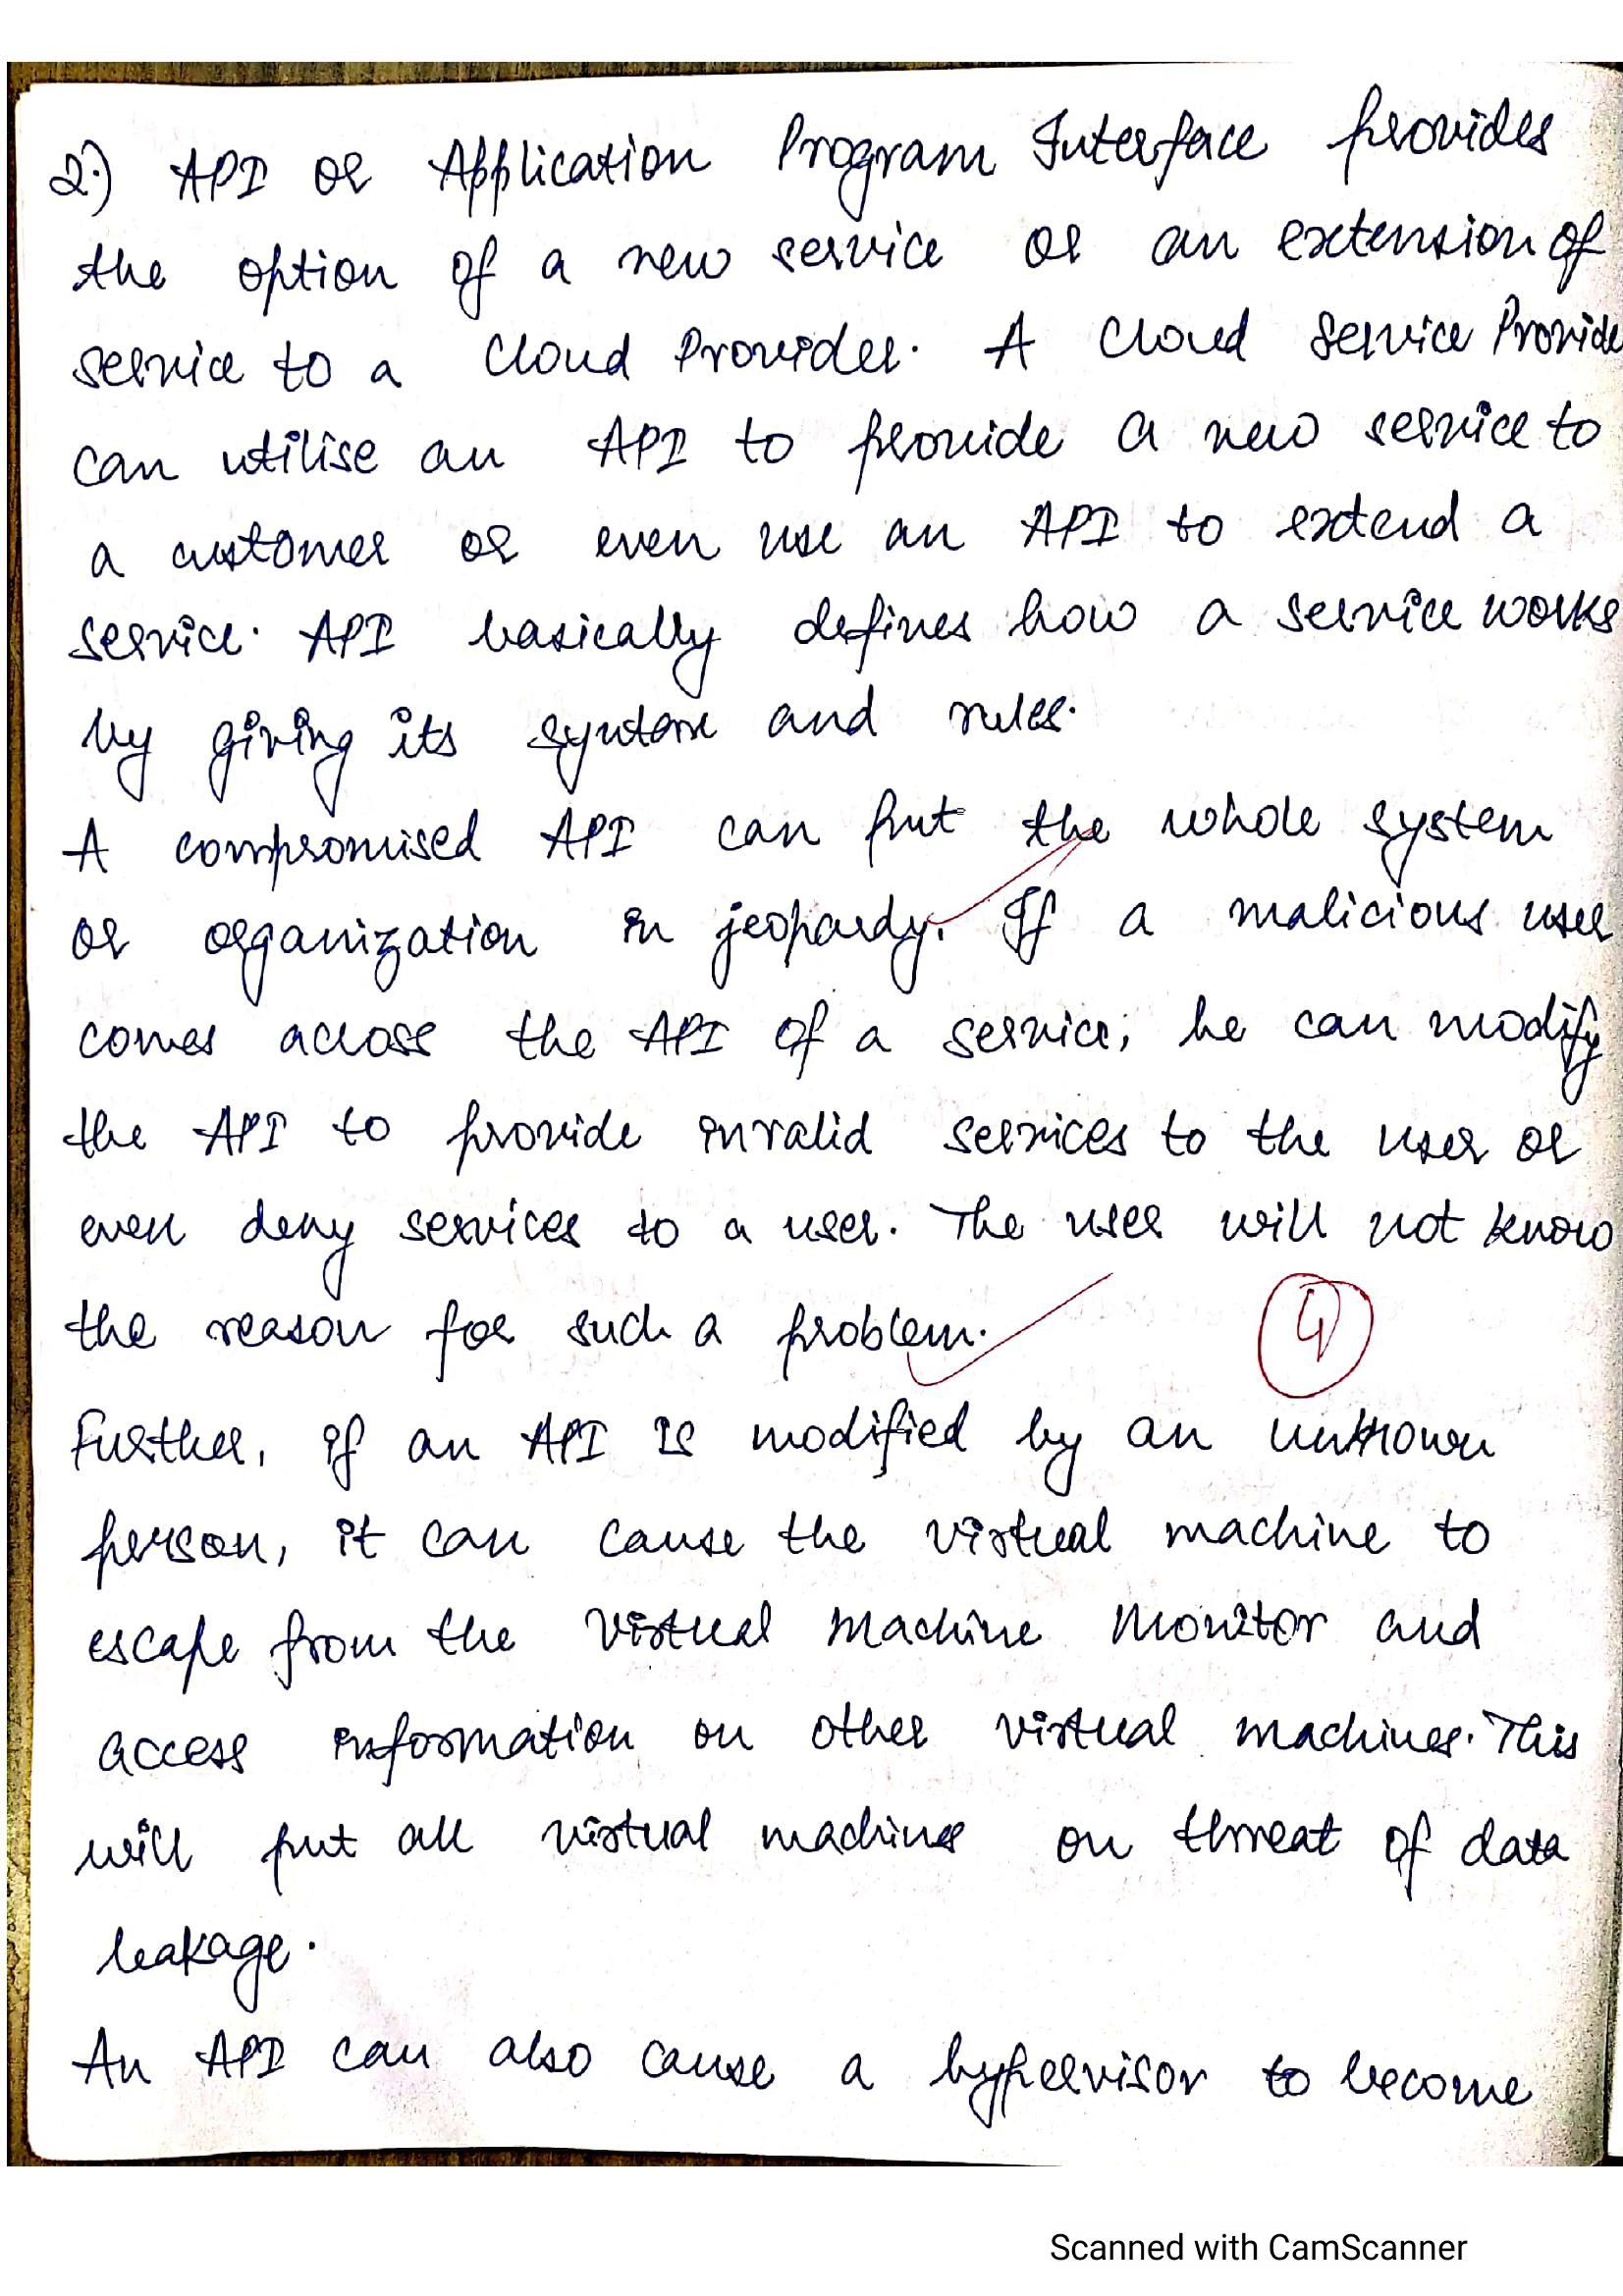 2.) API or Application Program Interface provides
the option of a new service or an extension of
service to a Cloud Provider. A Cloud Service Provide
can utilise an API to provide a new service to
a customer or even use an API to extend a
service. API basically defines how a service works
by giving its syntax and rules.
A compromised API can put the whole system
or organization in jeopardy. If a malicious user
comes across the API of a service, he can modify
the API to provide invalid services to the user or
even deny services to a user. The user will not know
the reason for such a problem.
4
Further, if an API is modified by an unknown
person, it can cause the virtual machine to
escape from the Virtual Machine Monitor and
access information on other virtual machines. This
will put all virtual machines on threat of data
leakage.
An API can also cause a hypervisor to become
Scanned with CamScanner